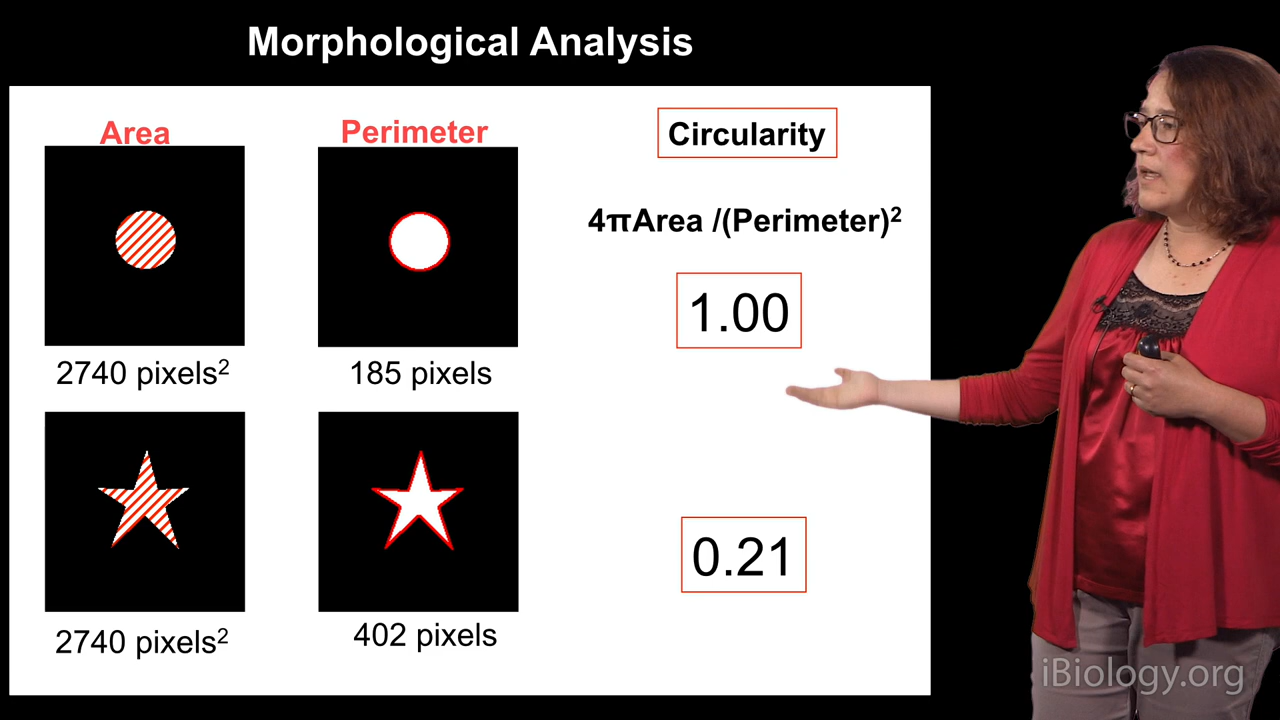 Morphological Analysis
Area
Perimeter
Circularity
4πArea /(Perimeter)²
1.00
2740 pixels²
185 pixels
0.21
2740 pixels²
402 pixels
iBiology.org